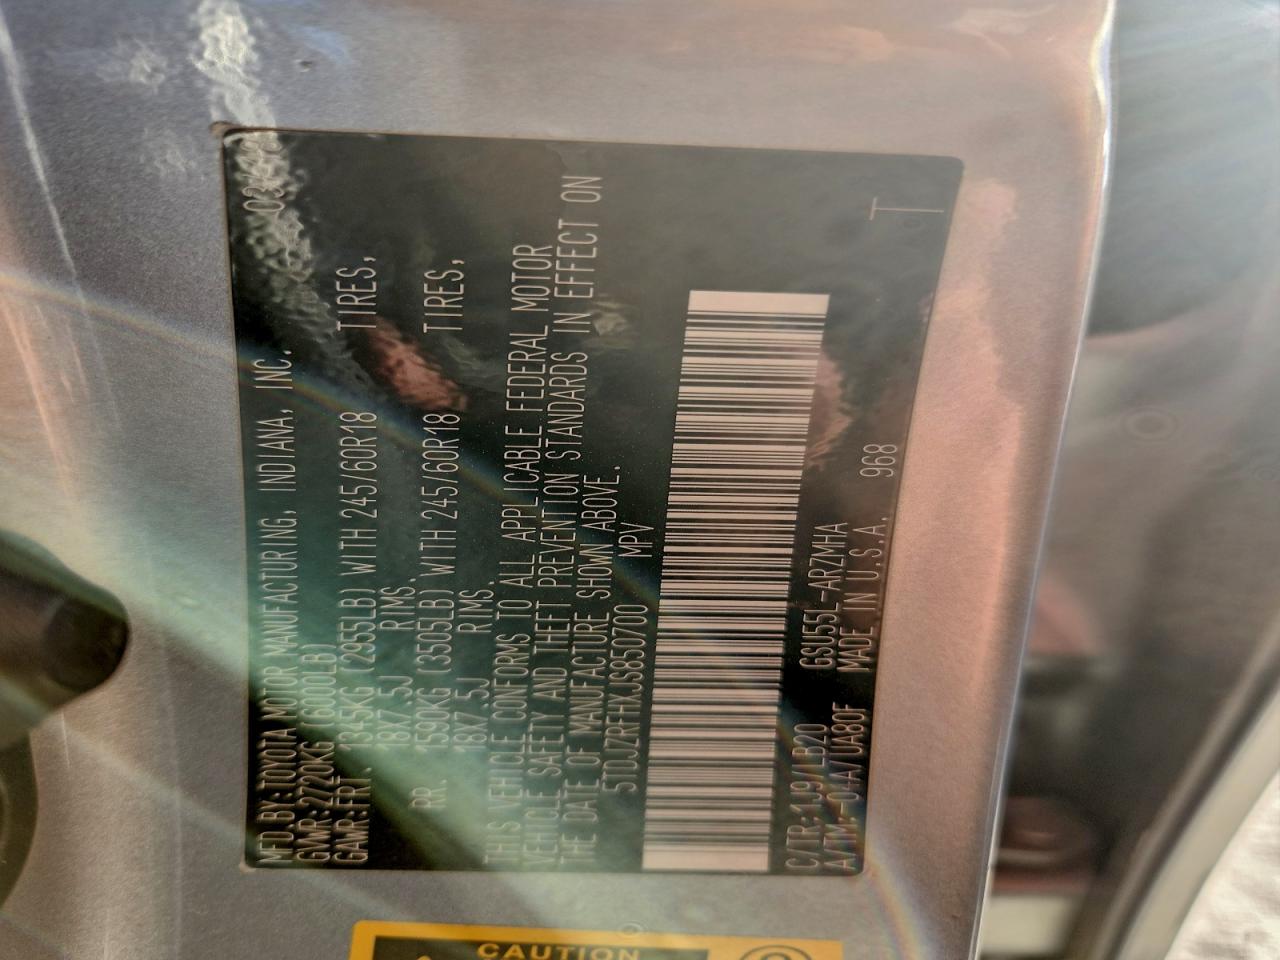 MFD.BY:TOYOTA MOTOR MANUFACTURING, INDIANA, INC.
GVWR:2720KG (6000LB)
GAWR:FRT. 1345KG (2955LB) WITH 245/60R18 TIRES,
18X7.5J RIMS.
RR. 1590KG (3505LB) WITH 245/60R18 TIRES,
18X7.5J RIMS
THIS VEHICLE CONFORMS TO ALL APPLICABLE FEDERAL MOTOR
VEHICLE SAFETY AND THEFT PREVENTION STANDARDS IN EFFECT ON
THE DATE OF MANUFACTURE SHOWN ABOVE.
5TDJZRFHXJS850700 MPV
C/TR:1J9/LB20 GSU55L-ARZMHA
A/TM:-04A/UA80F MADE IN U.S.A. 968
CAUTION